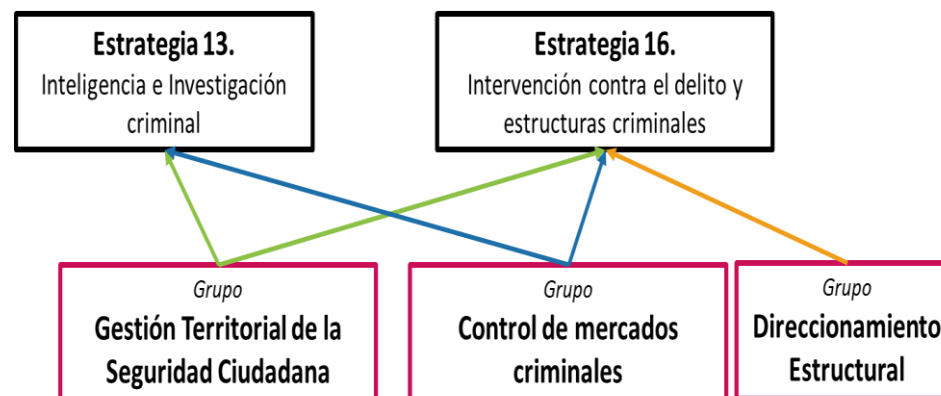 Estrategia 13.
Inteligencia e Investigación
criminal
Estrategia 16.
Intervención contra el delito y
estructuras criminales
Grupo
Gestión Territorial de la
Seguridad Ciudadana
Grupo
Control de mercados
criminales
Grupo
Direccionamiento
Estructural